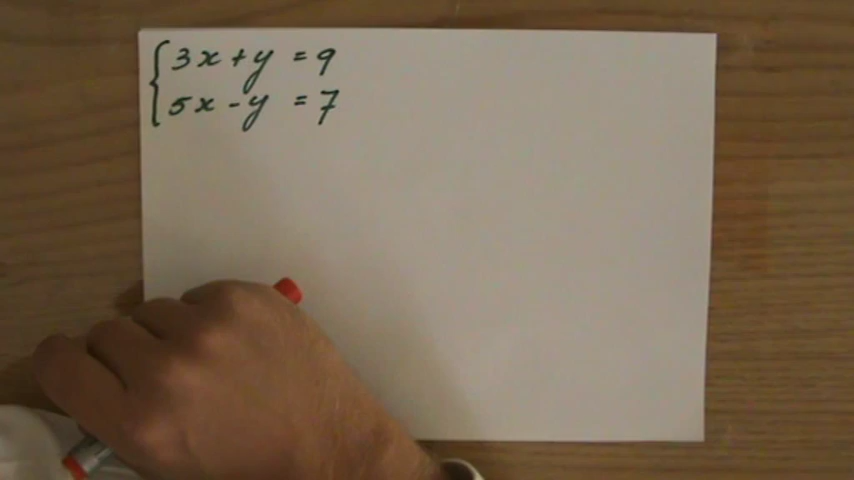 3x + y = 9
5x - y = 7